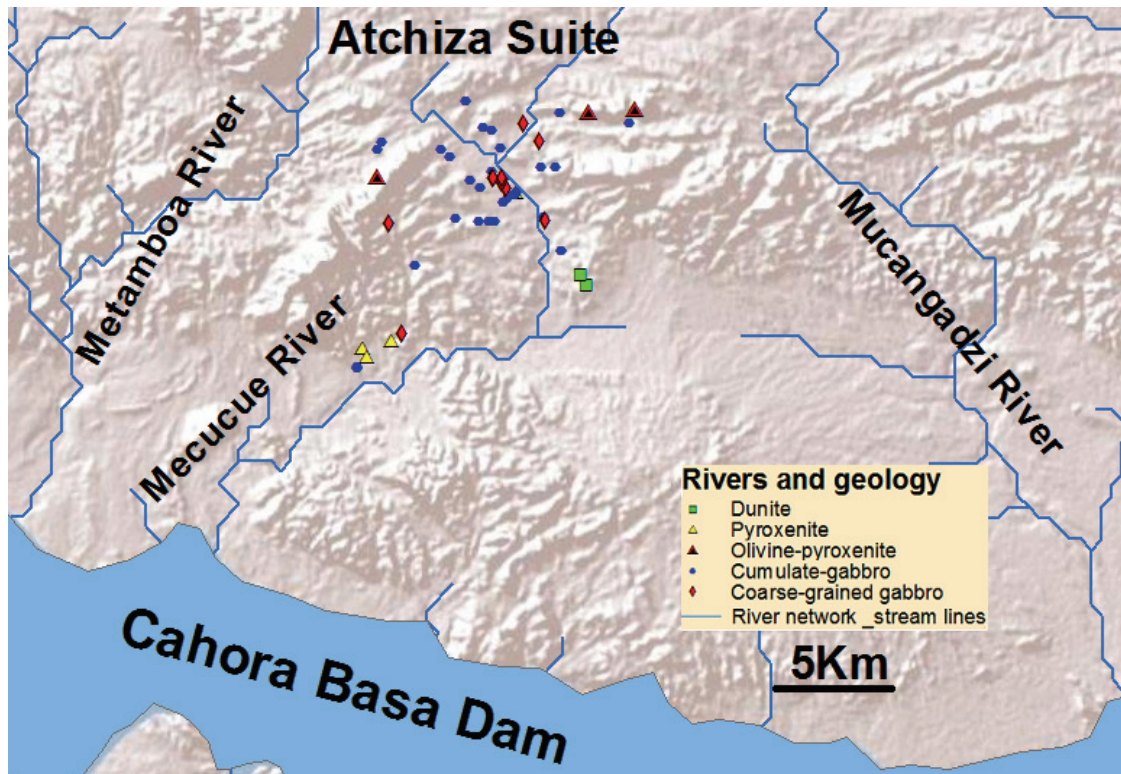 Atchiza Suite
Metamboa River
Mecucue River
Mucangadzi River
Rivers and geology
Dunite
Pyroxenite
Olivine-pyroxenite
Cumulate-gabbro
Coarse-grained gabbro
River network _stream lines
5Km
Cahora Basa Dam